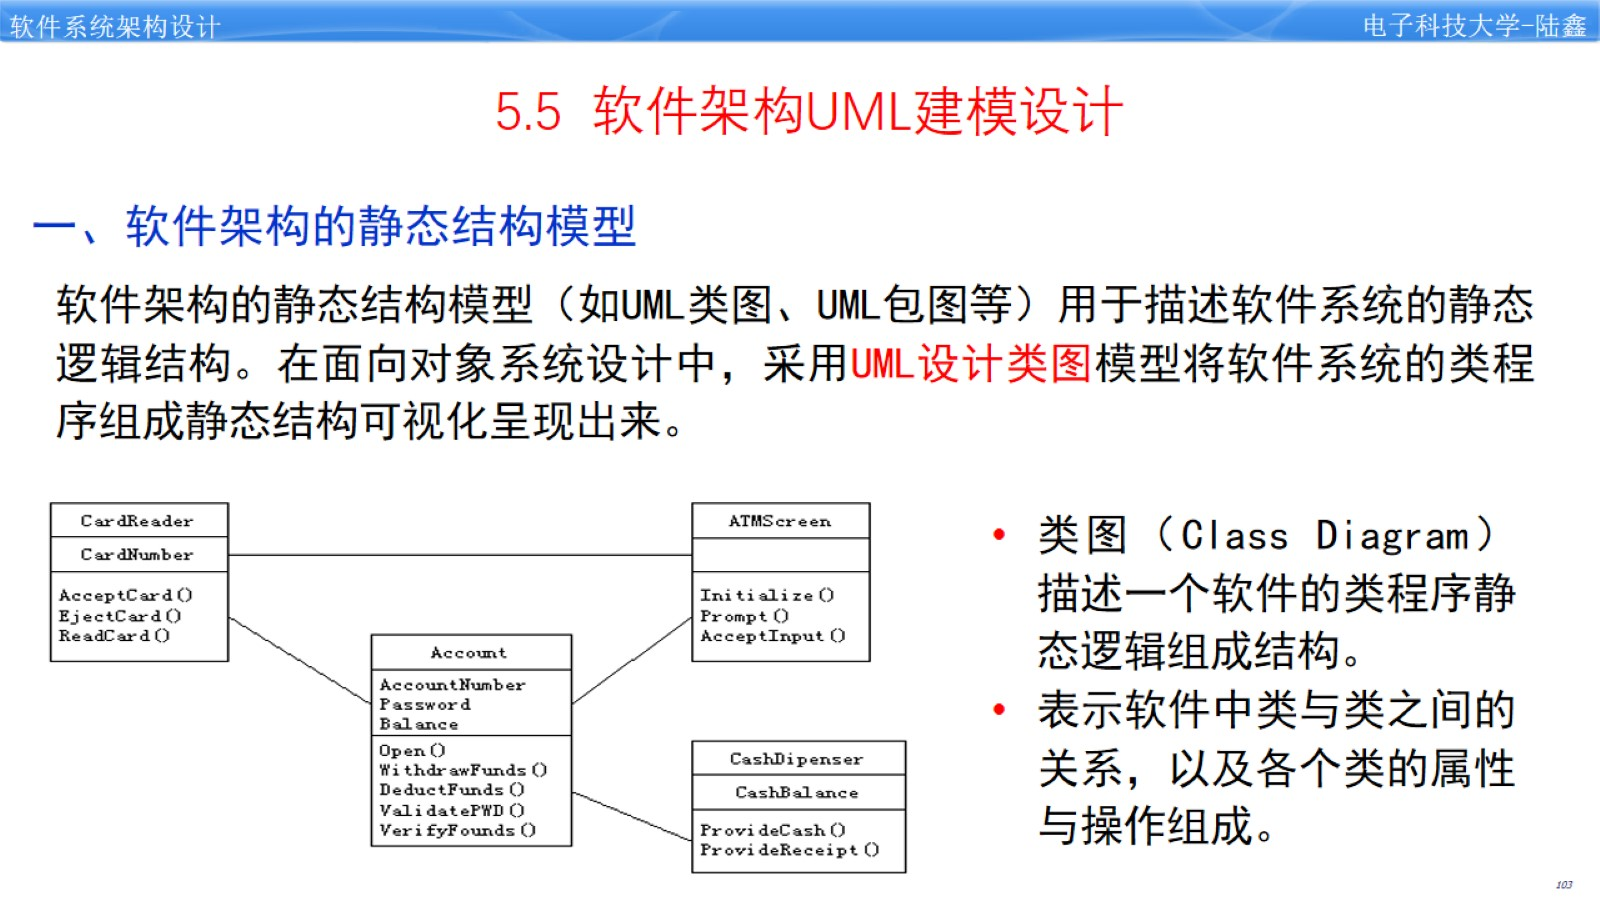 软件系统架构设计
电子科技大学-陆鑫
5.5 软件架构UML建模设计
一、软件架构的静态结构模型
软件架构的静态结构模型（如UML类图、UML包图等）用于描述软件系统的静态
逻辑结构。在面向对象系统设计中，采用UML设计类图模型将软件系统的类程
序组成静态结构可视化呈现出来。
CardReader
CardNumber
AcceptCard()
EjectCard()
ReadCard()
ATMScreen
Initialize()
Prompt()
AcceptInput()
Account
AccountNumber
Password
Balance
Open()
WithdrawFunds()
DeductFunds()
ValidatePWD()
VerifyFounds()
CashDipenser
CashBalance
ProvideCash()
ProvideReceipt()
• 类图（Class Diagram）
描述一个软件的类程序静
态逻辑组成结构。
• 表示软件中类与类之间的
关系，以及各个类的属性
与操作组成。
103